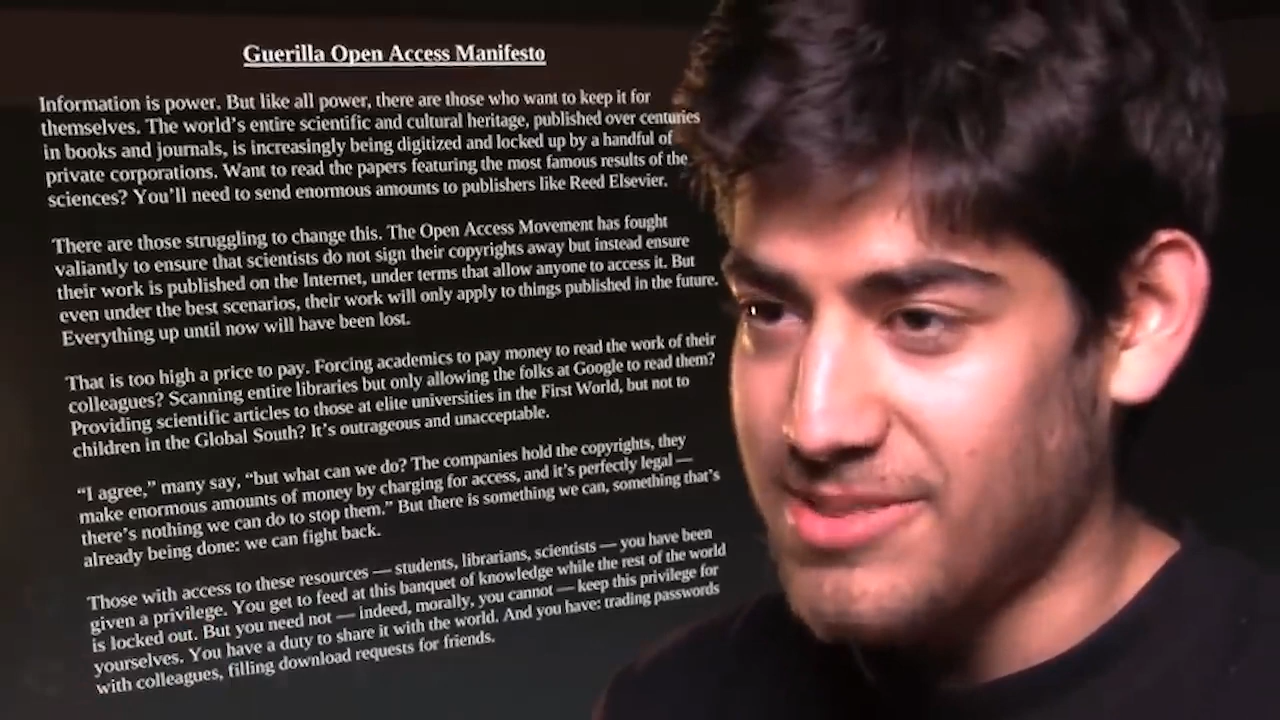 Guerilla Open Access Manifesto
Information is power. But like all power, there are those who want to keep it for
themselves. The world’s entire scientific and cultural heritage, published over centuries
in books and journals, is increasingly being digitized and locked up by a handful of
private corporations. Want to read the papers featuring the most famous results of the
sciences? You’ll need to send enormous amounts to publishers like Reed Elsevier.
There are those struggling to change this. The Open Access Movement has fought
valiantly to ensure that scientists do not sign their copyrights away but instead ensure
their work is published on the Internet, under terms that allow anyone to access it. But
even under the best scenarios, their work will only apply to things published in the future.
Everything up until now will have been lost.
That is too high a price to pay. Forcing academics to pay money to read the work of their
colleagues? Scanning entire libraries but only allowing the folks at Google to read them?
Providing scientific articles to those at elite universities in the First World, but not to
children in the Global South? It’s outrageous and unacceptable.
“I agree,” many say, “but what can we do? The companies hold the copyrights, they
make enormous amounts of money by charging for access, and it’s perfectly legal —
there’s nothing we can do to stop them.” But there is something we can, something that’s
already being done: we can fight back.
Those with access to these resources — students, librarians, scientists — you have been
given a privilege. You get to feed at this banquet of knowledge while the rest of the world
is locked out. But you need not — indeed, morally, you cannot — keep this privilege for
yourselves. You have a duty to share it with the world. And you have: trading passwords
with colleagues, filling download requests for friends.